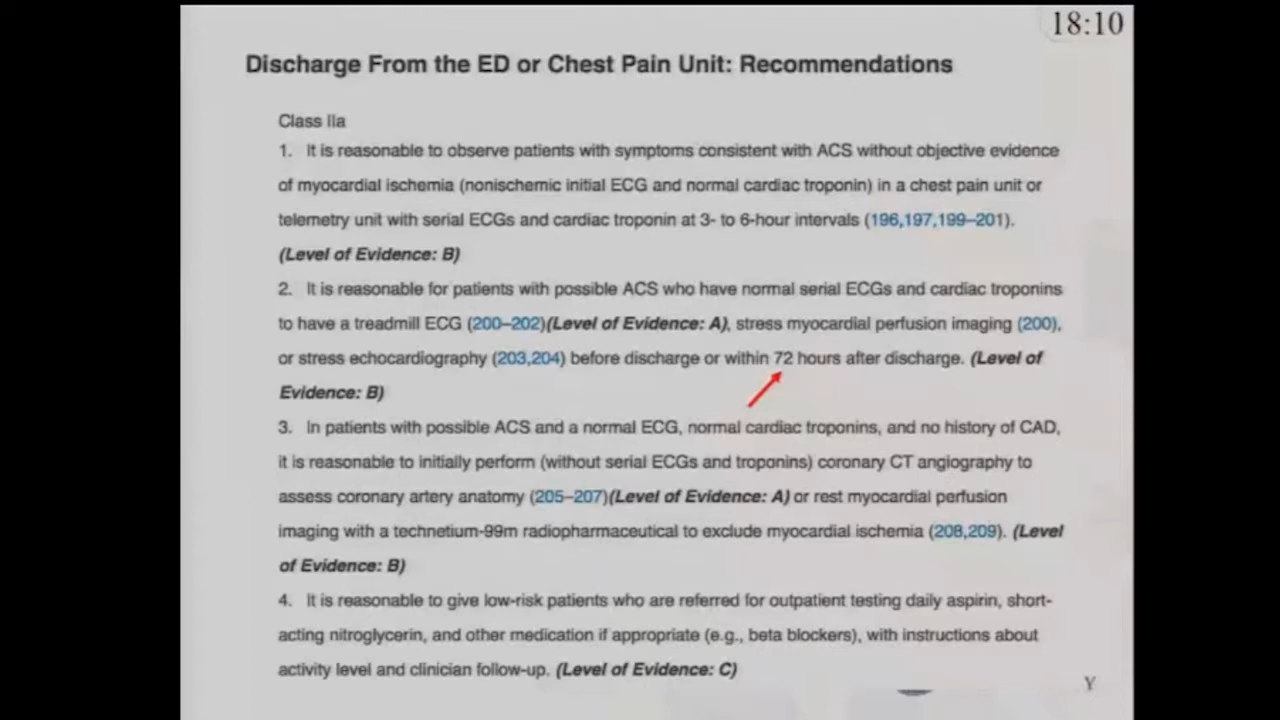 18:10
Discharge From the ED or Chest Pain Unit: Recommendations
Class IIa
1. It is reasonable to observe patients with symptoms consistent with ACS without objective evidence
of myocardial ischemia (nonischemic initial ECG and normal cardiac troponin) in a chest pain unit or
telemetry unit with serial ECGs and cardiac troponin at 3- to 6-hour intervals (196,197,199–201).
(Level of Evidence: B)
2. It is reasonable for patients with possible ACS who have normal serial ECGs and cardiac troponins
to have a treadmill ECG (200–202)(Level of Evidence: A), stress myocardial perfusion imaging (200),
or stress echocardiography (203,204) before discharge or within 72 hours after discharge. (Level of
Evidence: B)
3. In patients with possible ACS and a normal ECG, normal cardiac troponins, and no history of CAD,
it is reasonable to initially perform (without serial ECGs and troponins) coronary CT angiography to
assess coronary artery anatomy (205–207)(Level of Evidence: A) or rest myocardial perfusion
imaging with a technetium-99m radiopharmaceutical to exclude myocardial ischemia (208,209). (Level
of Evidence: B)
4. It is reasonable to give low-risk patients who are referred for outpatient testing daily aspirin, short-
acting nitroglycerin, and other medication if appropriate (e.g., beta blockers), with instructions about
activity level and clinician follow-up. (Level of Evidence: C)
Y